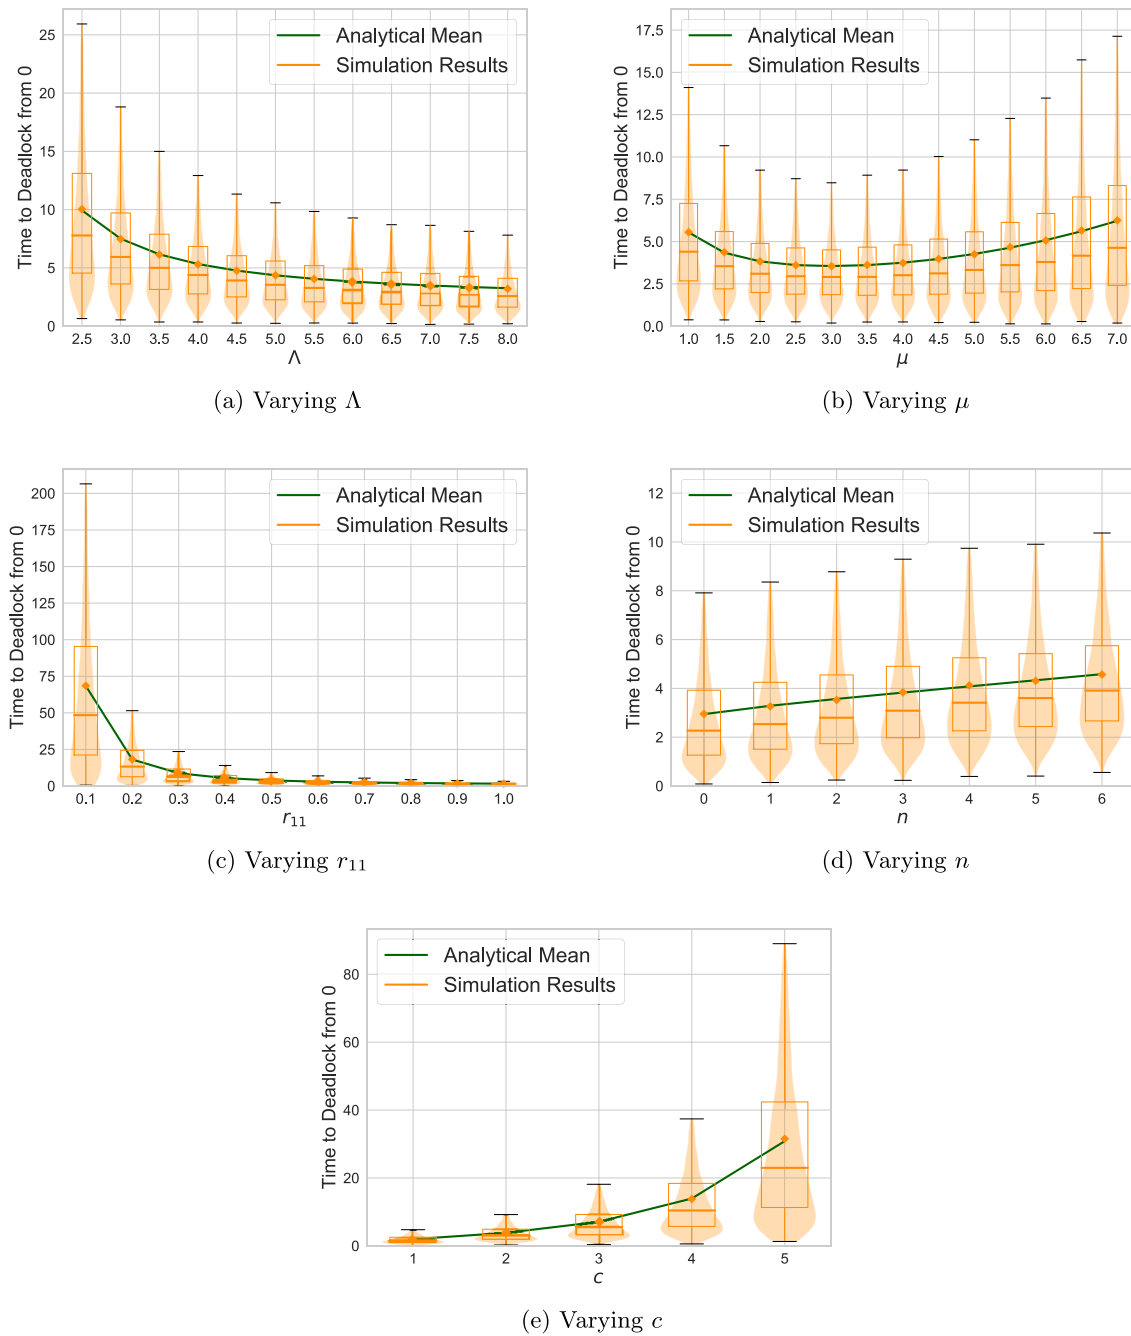 Analytical Mean
Simulation Results
Time to Deadlock from 0
25
20
15
10
5
0
2.5 3.0 3.5 4.0 4.5 5.0 5.5 6.0 6.5 7.0 7.5 8.0
Λ
(a) Varying Λ
Analytical Mean
Simulation Results
Time to Deadlock from 0
17.5
15.0
12.5
10.0
7.5
5.0
2.5
0.0
1.0 1.5 2.0 2.5 3.0 3.5 4.0 4.5 5.0 5.5 6.0 6.5 7.0
μ
(b) Varying μ
Analytical Mean
Simulation Results
Time to Deadlock from 0
200
175
150
125
100
75
50
25
0
0.1 0.2 0.3 0.4 0.5 0.6 0.7 0.8 0.9 1.0
r₁₁
(c) Varying r₁₁
Analytical Mean
Simulation Results
Time to Deadlock from 0
12
10
8
6
4
2
0
0 1 2 3 4 5 6
n
(d) Varying n
Analytical Mean
Simulation Results
Time to Deadlock from 0
80
60
40
20
0
1 2 3 4 5
c
(e) Varying c